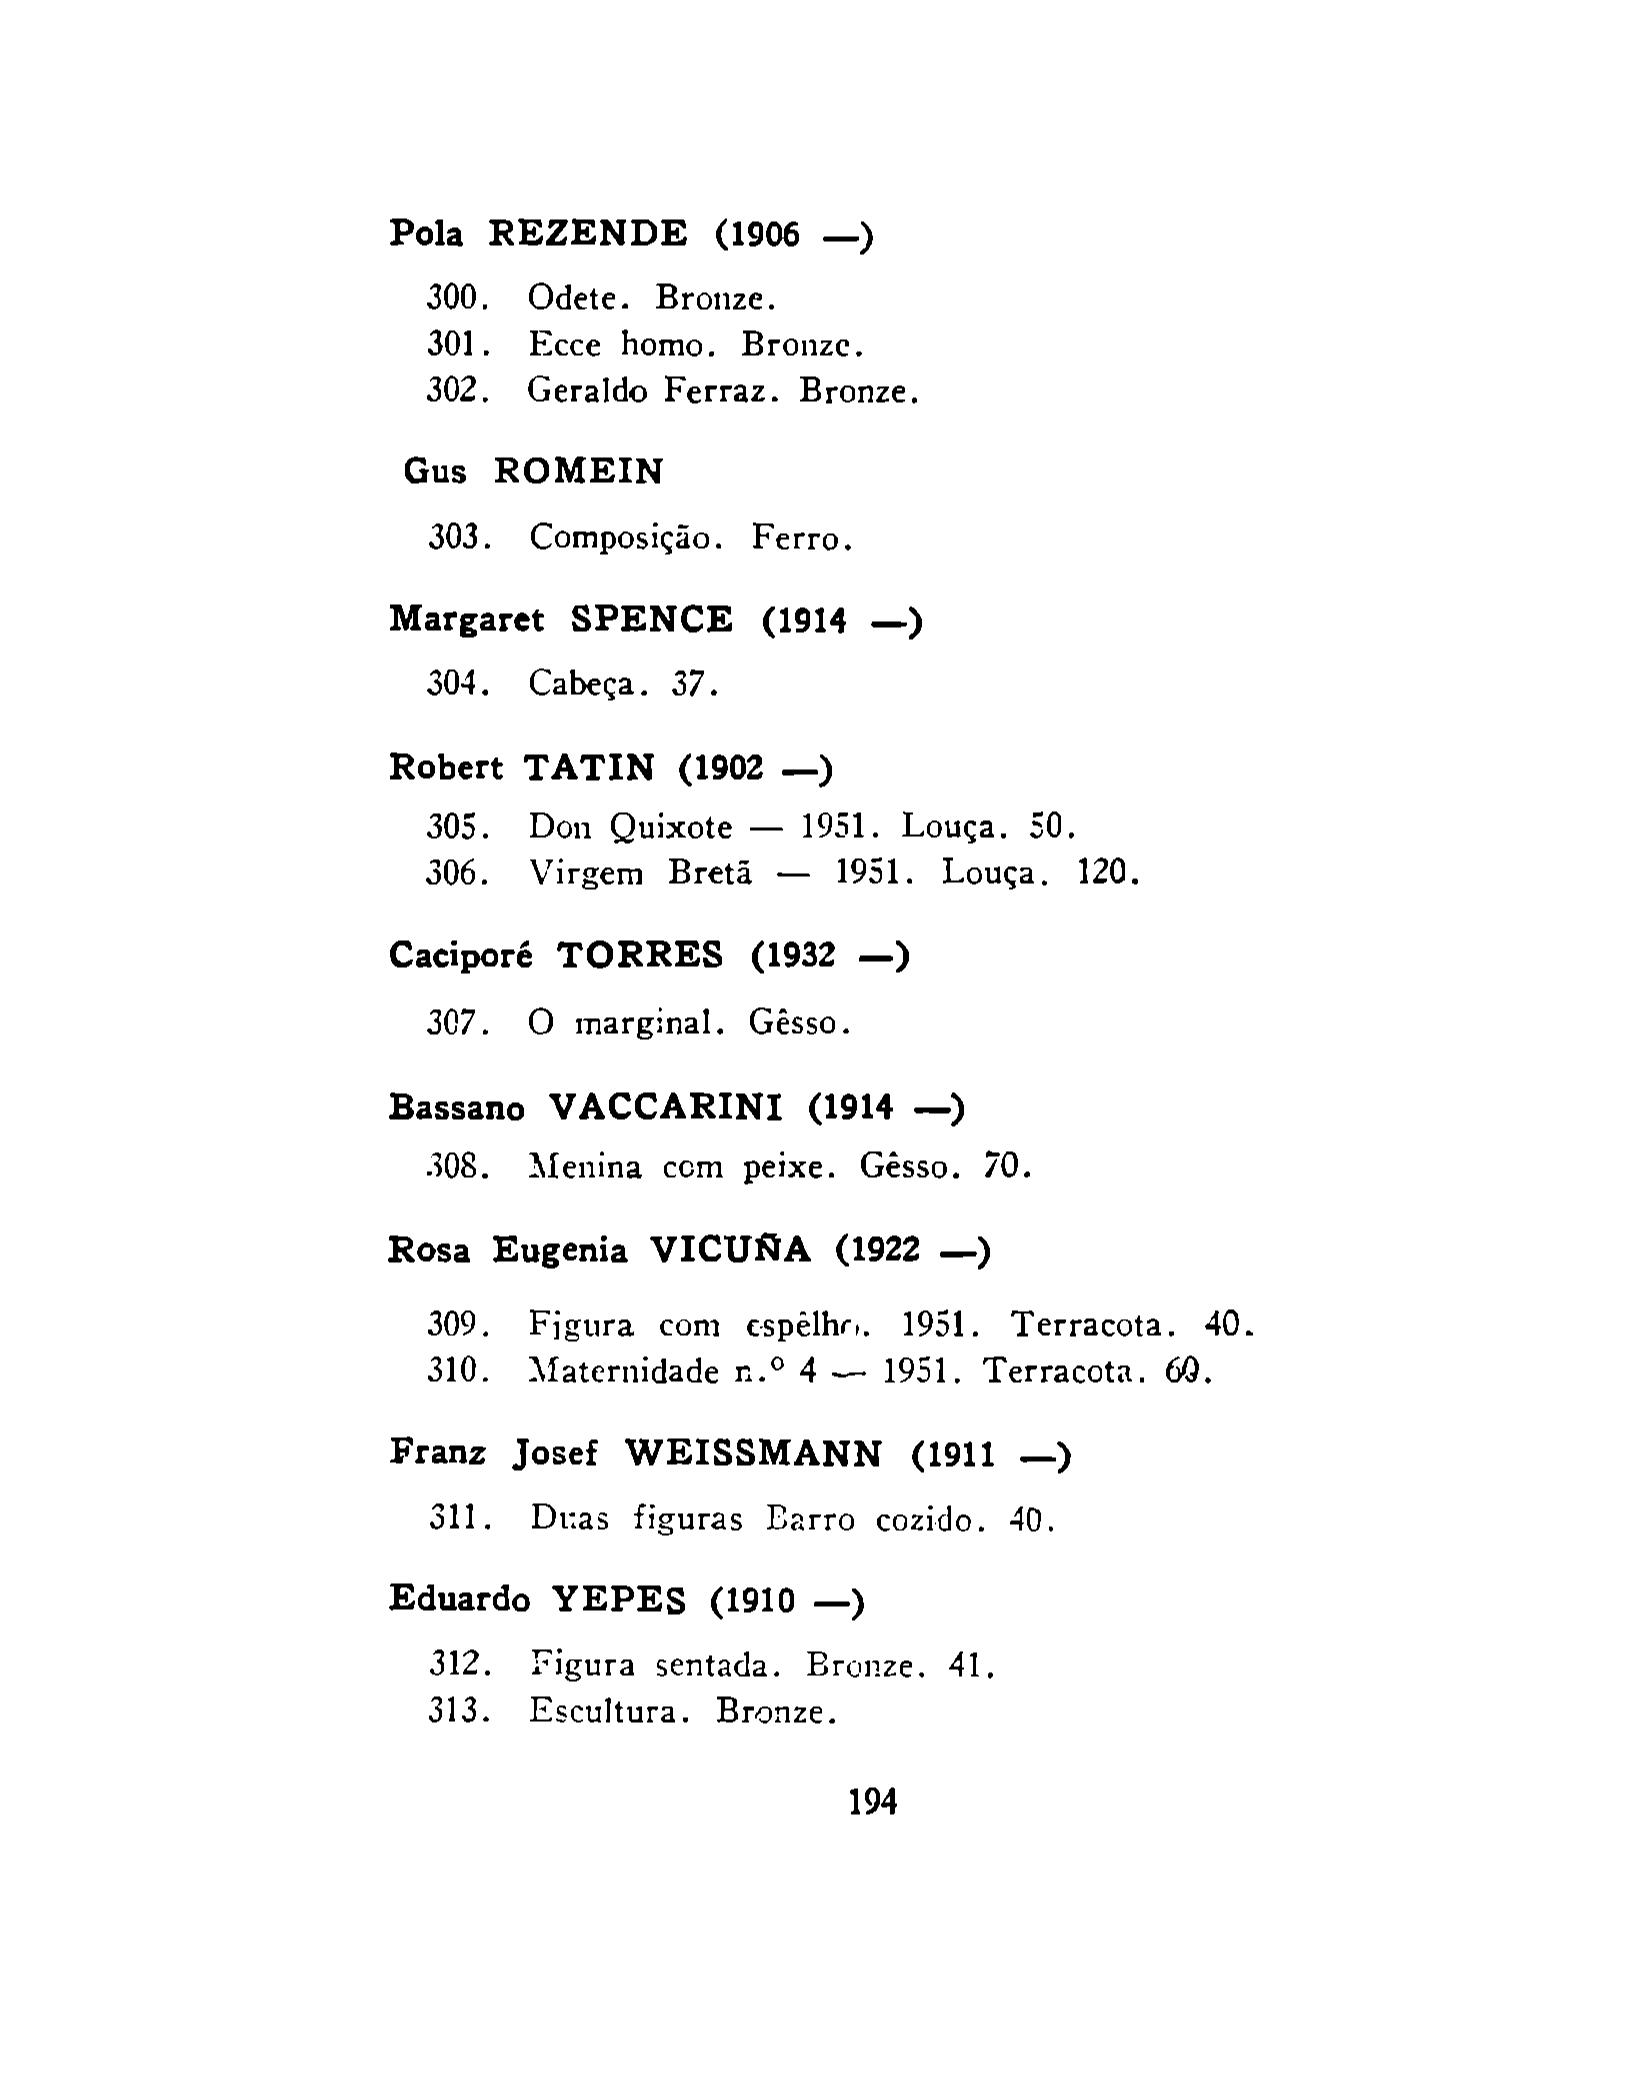 Pola REZENDE (1906 —)
300. Odete. Bronze.
301. Ecce homo. Bronze.
302. Geraldo Ferraz. Bronze.
Gus ROMEIN
303. Composição. Ferro.
Margaret SPENCE (1914 —)
304. Cabeça. 37.
Robert TATIN (1902 —)
305. Don Quixote — 1951. Louça. 50.
306. Virgem Bretã — 1951. Louça. 120.
Caciporé TORRES (1932 —)
307. O marginal. Gêsso.
Bassano VACCARINI (1914 —)
308. Menina com peixe. Gêsso. 70.
Rosa Eugenia VICUÑA (1922 —)
309. Figura com espêlho. 1951. Terracota. 40.
310. Maternidade n.º 4 — 1951. Terracota. 60.
Franz Josef WEISSMANN (1911 —)
311. Duas figuras Barro cozido. 40.
Eduardo YEPES (1910 —)
312. Figura sentada. Bronze. 41.
313. Escultura. Bronze.
194